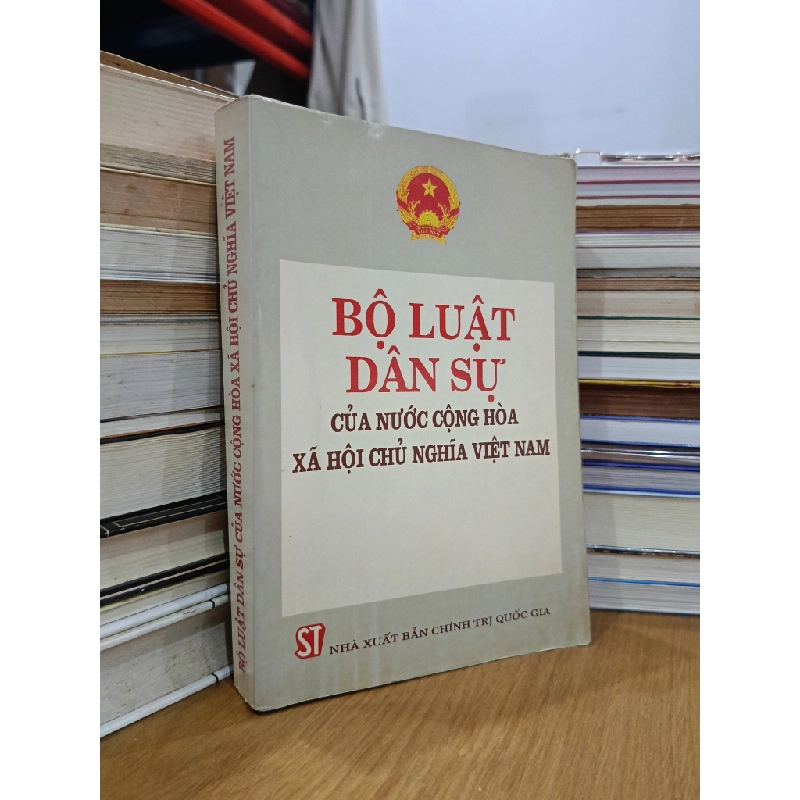 BỘ LUẬT
DÂN SỰ
CỦA NƯỚC CỘNG HÒA
XÃ HỘI CHỦ NGHĨA VIỆT NAM
ST NHÀ XUẤT BẢN CHÍNH TRỊ QUỐC GIA
BỘ LUẬT DÂN SỰ CỦA NƯỚC CỘNG HÒA XÃ HỘI CHỦ NGHĨA VIỆT NAM